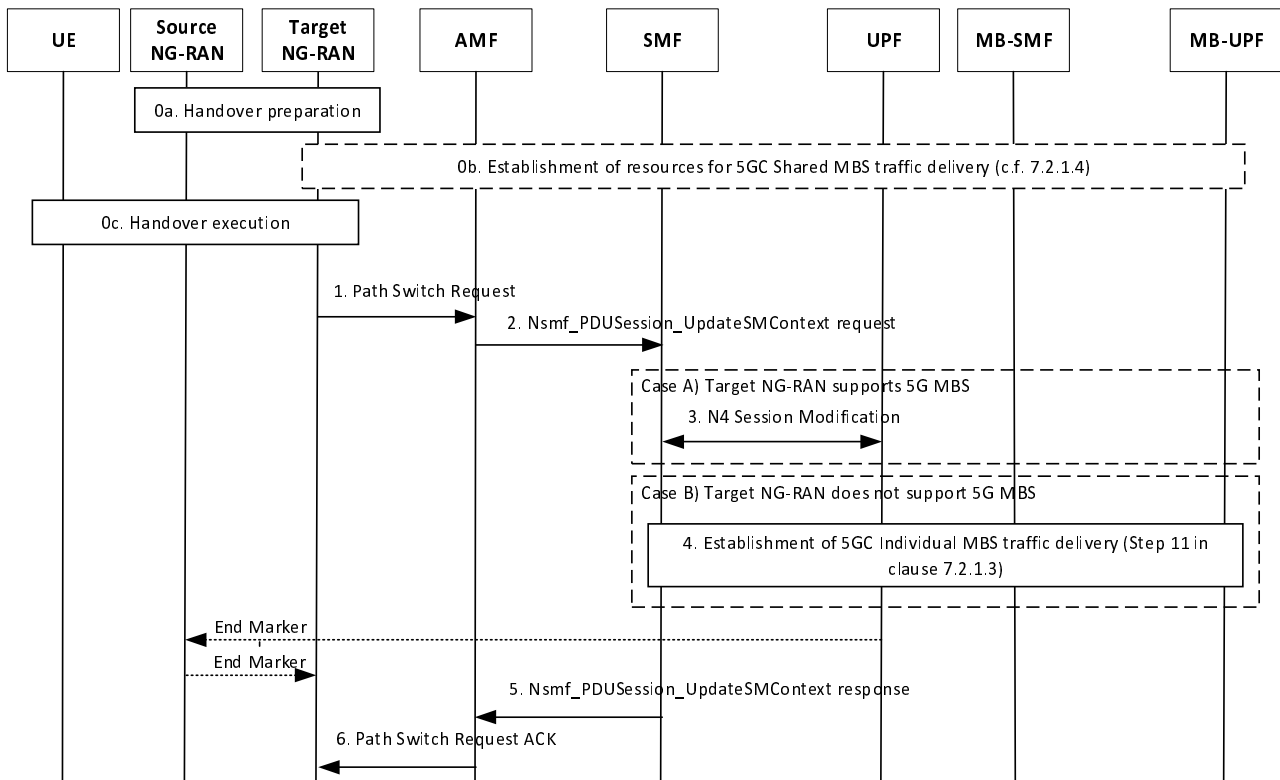 UE
Source
NG-RAN
Target
NG-RAN
AMF
SMF
UPF
MB-SMF
MB-UPF
0a. Handover preparation
0b. Establishment of resources for 5GC Shared MBS traffic delivery (c.f. 7.2.1.4)
0c. Handover execution
1. Path Switch Request
2. Nsmf_PDUSession_UpdateSMContext request
Case A) Target NG-RAN supports 5G MBS
3. N4 Session Modification
Case B) Target NG-RAN does not support 5G MBS
4. Establishment of 5GC Individual MBS traffic delivery (Step 11 in
clause 7.2.1.3)
End Marker
End Marker
5. Nsmf_PDUSession_UpdateSMContext response
6. Path Switch Request ACK